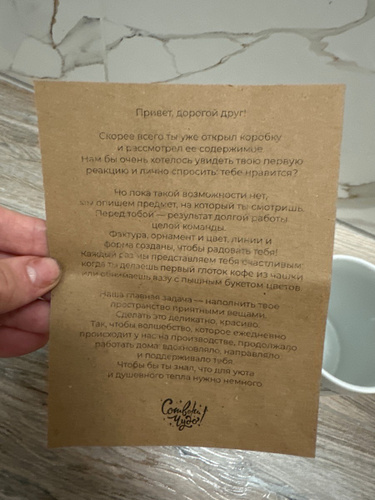 Привет, дорогой друг!
Скорее всего ты уже открыл коробку
и рассмотрел ее содержимое.
Нам бы очень хотелось увидеть твою первую
реакцию и лично спросить: тебе нравится?
Но пока такой возможности нет,
мы опишем предмет, на который ты смотришь.
Перед тобой — результат долгой работы
целой команды.
Фактура, орнамент и цвет, линии и
форма созданы, чтобы радовать тебя!
Каждый раз мы представляем тебя счастливым:
когда ты делаешь первый глоток кофе из чашки
или обнимаешь вазу с пышным букетом цветов.
Наша главная задача — наполнить твое
пространство приятными вещами.
Сделать это деликатно, красиво.
Так, чтобы волшебство, которое ежедневно
происходит у нас на производстве, продолжало
работать дома: вдохновляло, направляло
и поддерживало тебя.
Чтобы бы ты знал, что для уюта
и душевного тепла нужно немного.
Сотвори
Чудо!